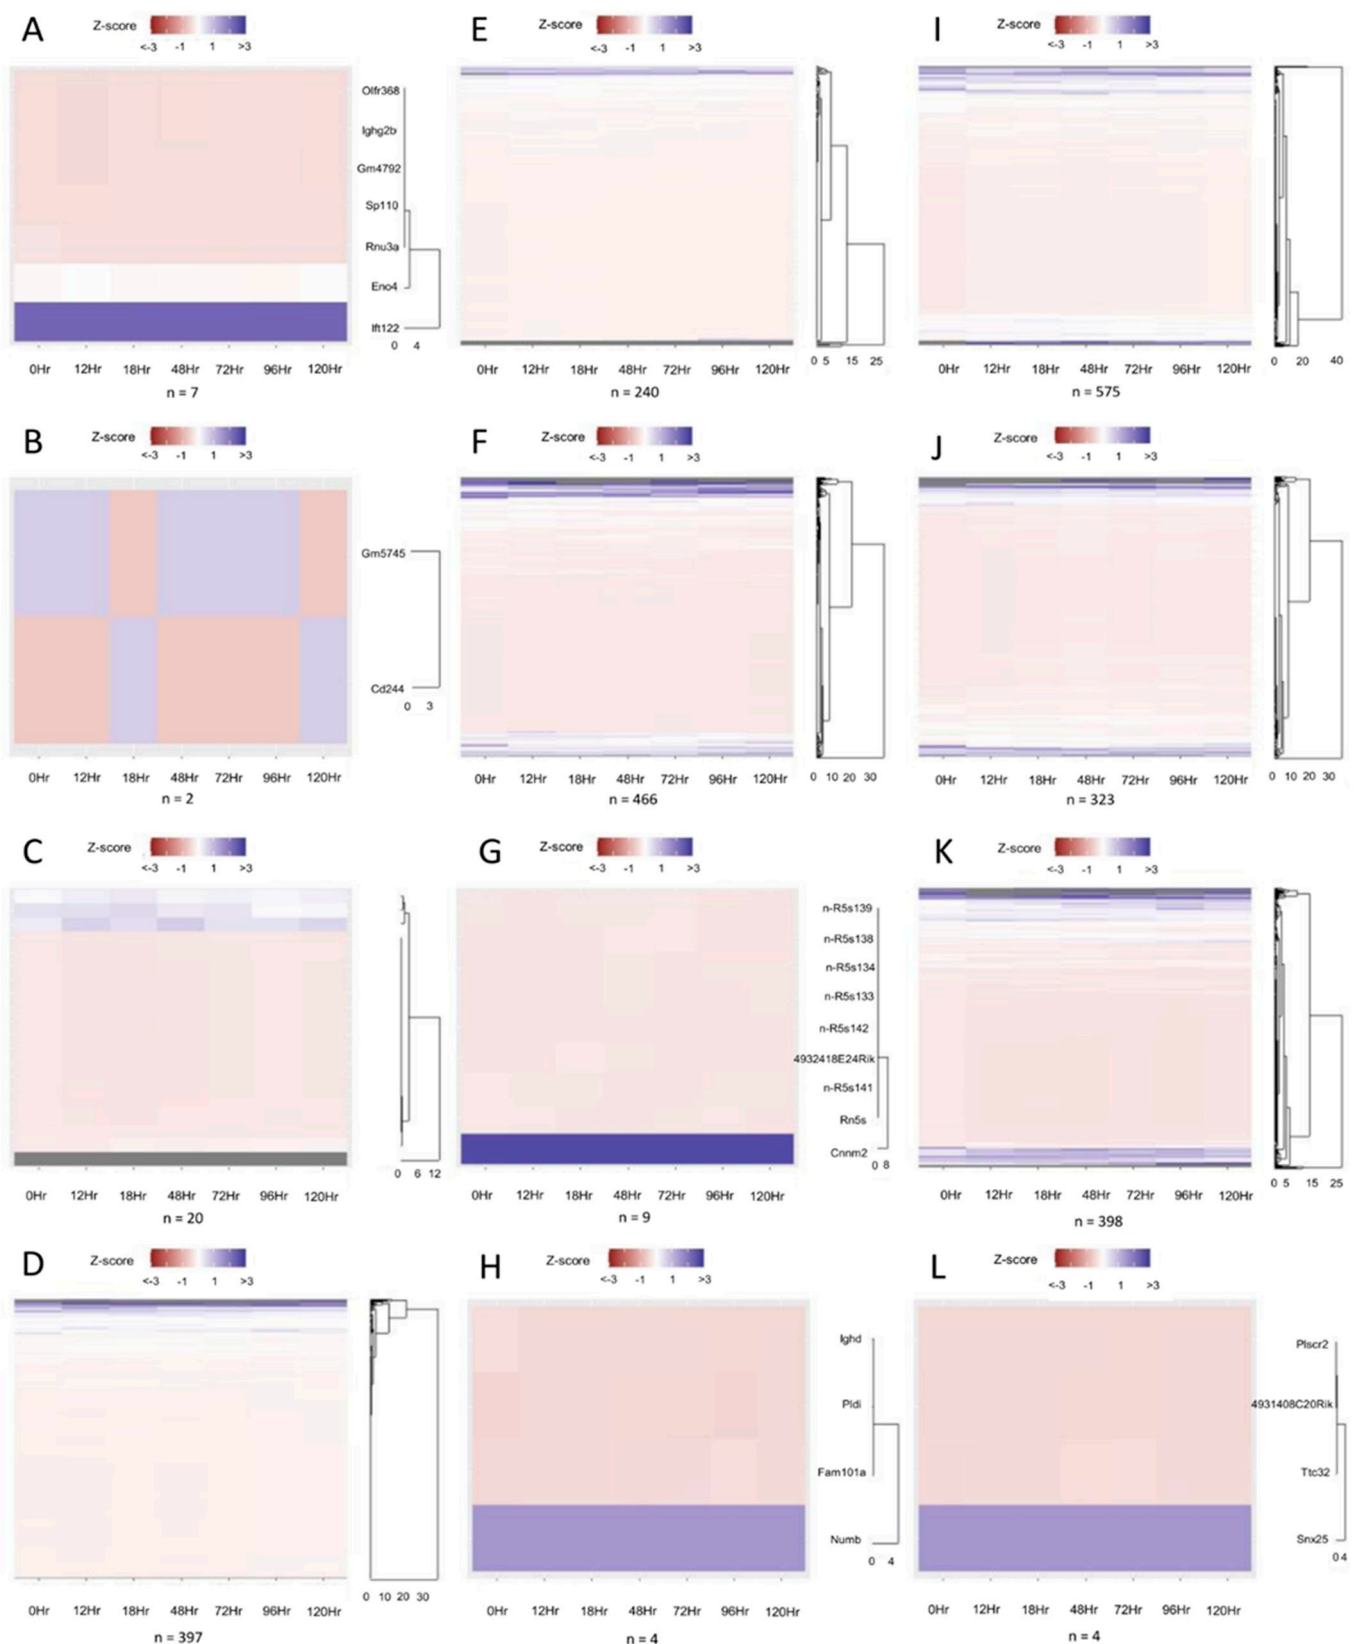 A
Z-score
<-3 -1 1 >3
Olfr368
Ighg2b
Gm4792
Sp110
Rnu3a
Eno4
Ift122
0 4
0Hr 12Hr 18Hr 48Hr 72Hr 96Hr 120Hr
n = 7
E
Z-score
<-3 -1 1 >3
0 5 15 25
0Hr 12Hr 18Hr 48Hr 72Hr 96Hr 120Hr
n = 240
I
Z-score
<-3 -1 1 >3
0 20 40
0Hr 12Hr 18Hr 48Hr 72Hr 96Hr 120Hr
n = 575
B
Z-score
<-3 -1 1 >3
Gm5745
Cd244
0 3
0Hr 12Hr 18Hr 48Hr 72Hr 96Hr 120Hr
n = 2
F
Z-score
<-3 -1 1 >3
0 10 20 30
0Hr 12Hr 18Hr 48Hr 72Hr 96Hr 120Hr
n = 466
J
Z-score
<-3 -1 1 >3
0 10 20 30
0Hr 12Hr 18Hr 48Hr 72Hr 96Hr 120Hr
n = 323
C
Z-score
<-3 -1 1 >3
0 6 12
0Hr 12Hr 18Hr 48Hr 72Hr 96Hr 120Hr
n = 20
G
Z-score
<-3 -1 1 >3
n-R5s139
n-R5s138
n-R5s134
n-R5s133
n-R5s142
4932418E24Rik
n-R5s141
Rn5s
Cnnm2
0 8
0Hr 12Hr 18Hr 48Hr 72Hr 96Hr 120Hr
n = 9
K
Z-score
<-3 -1 1 >3
0 5 15 25
0Hr 12Hr 18Hr 48Hr 72Hr 96Hr 120Hr
n = 398
D
Z-score
<-3 -1 1 >3
0 10 20 30
0Hr 12Hr 18Hr 48Hr 72Hr 96Hr 120Hr
n = 397
H
Z-score
<-3 -1 1 >3
Ighd
Pldi
Fam101a
Numb
0 4
0Hr 12Hr 18Hr 48Hr 72Hr 96Hr 120Hr
n = 4
L
Z-score
<-3 -1 1 >3
Plscr2
4931408C20Rik
Ttc32
Snx25
0 4
0Hr 12Hr 18Hr 48Hr 72Hr 96Hr 120Hr
n = 4